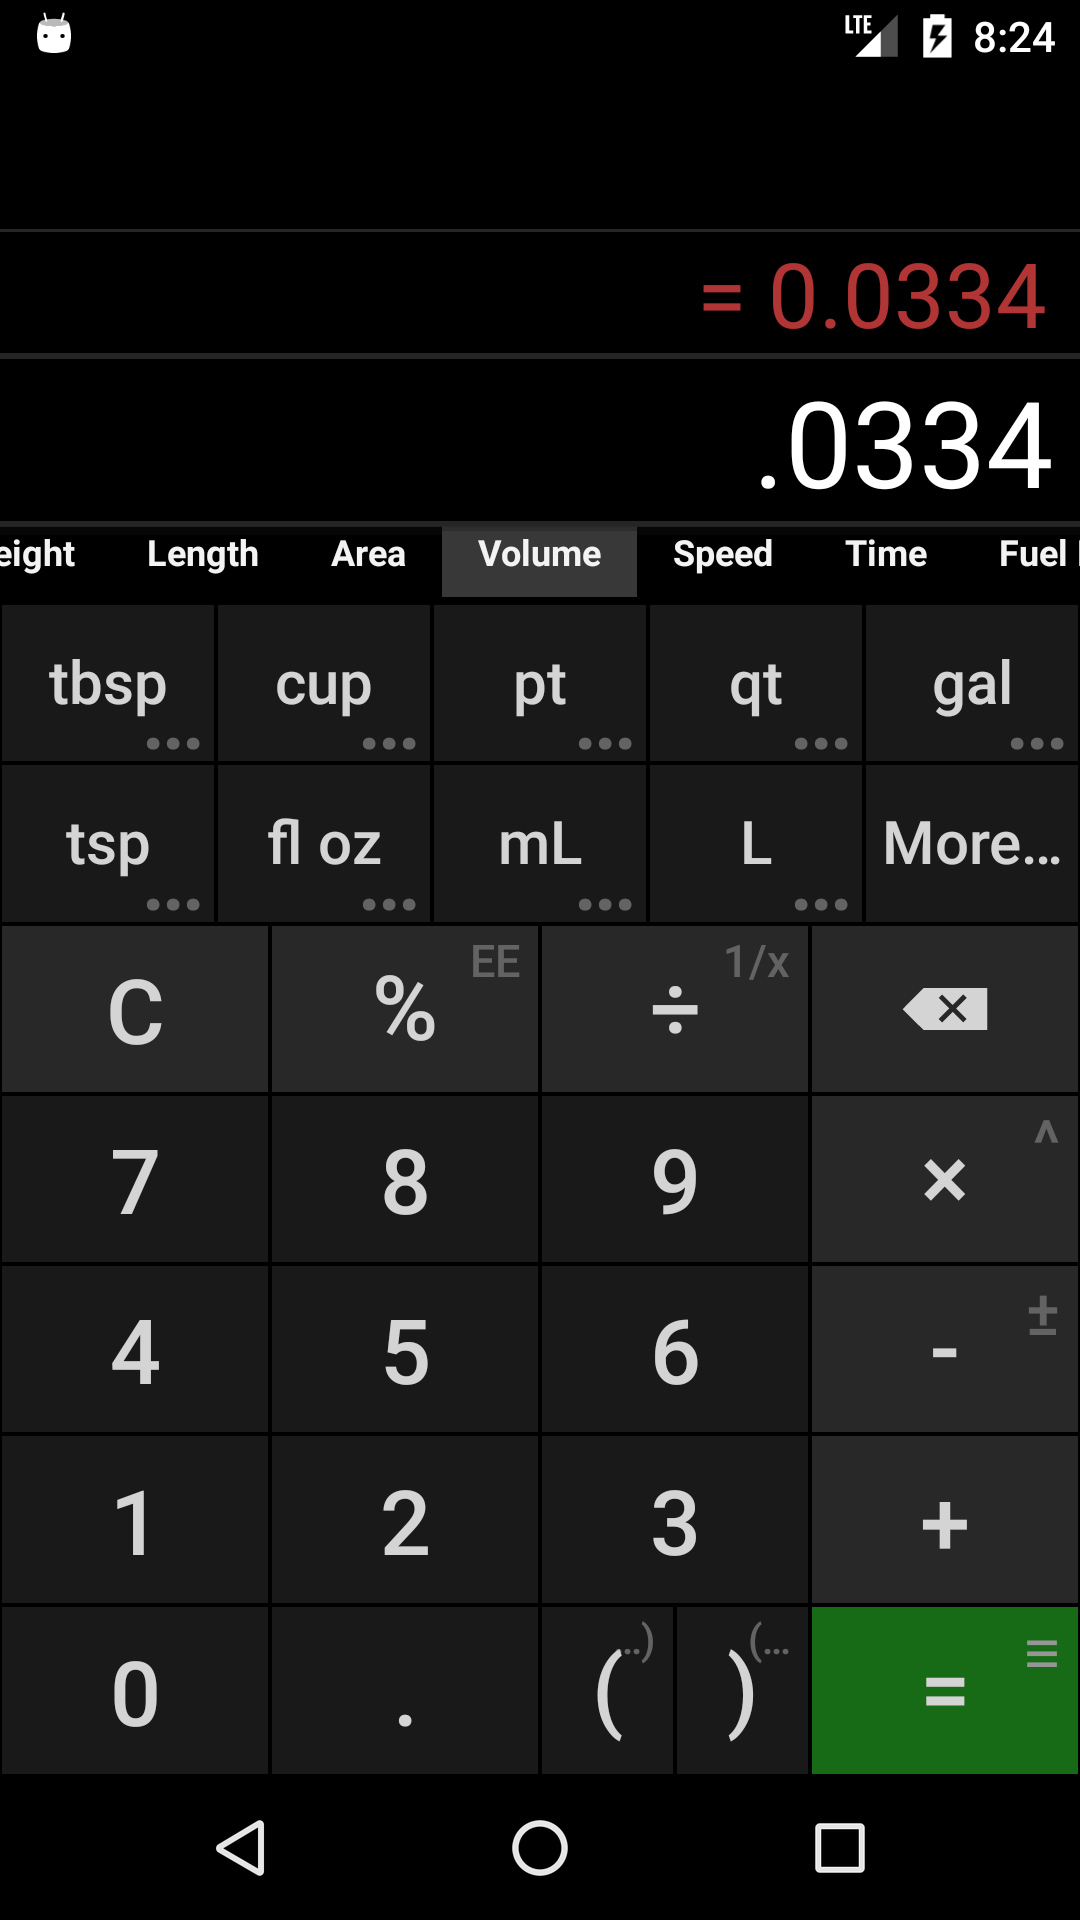 LTE 8:24
= 0.0334
.0334
eight Length Area Volume Speed Time Fuel
tbsp cup pt qt gal
... ... ... ... ...
tsp fl oz mL L More...
... ... ... ...
C % EE ÷ 1/x
7 8 9 × ^
4 5 6 - ±
1 2 3 +
0 . ( ..) ) (... =